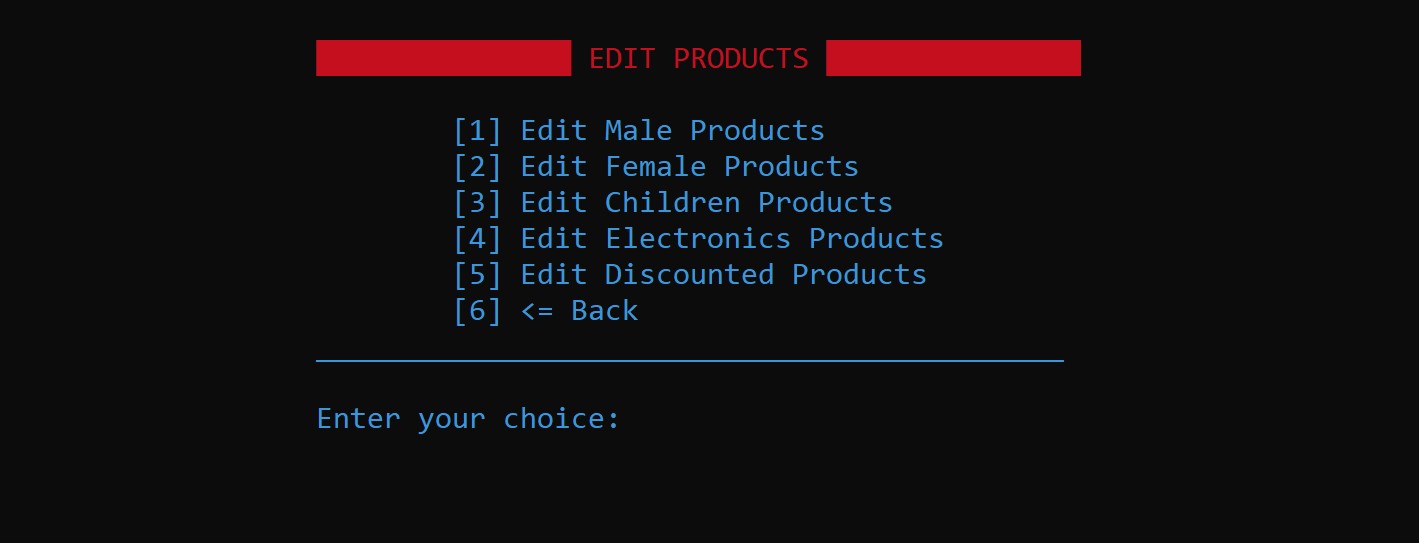 EDIT PRODUCTS
[1] Edit Male Products
[2] Edit Female Products
[3] Edit Children Products
[4] Edit Electronics Products
[5] Edit Discounted Products
[6] <= Back
Enter your choice: